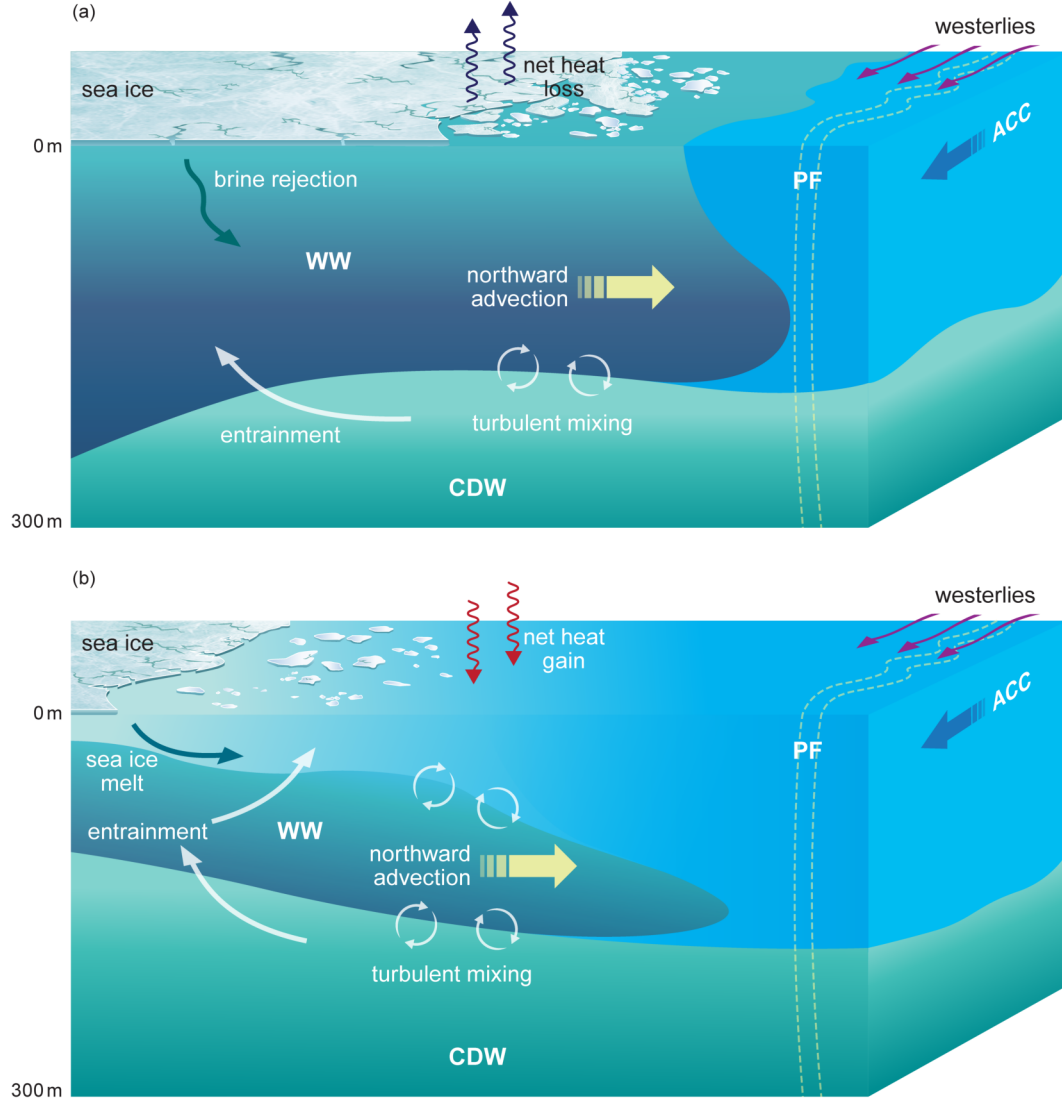 (a)
westerlies
net heat
loss
sea ice
ACC
0 m
PF
brine rejection
WW
northward
advection
entrainment
turbulent mixing
CDW
300 m
(b)
westerlies
sea ice
net heat
gain
ACC
0 m
PF
sea ice
melt
entrainment
WW
northward
advection
turbulent mixing
CDW
300 m